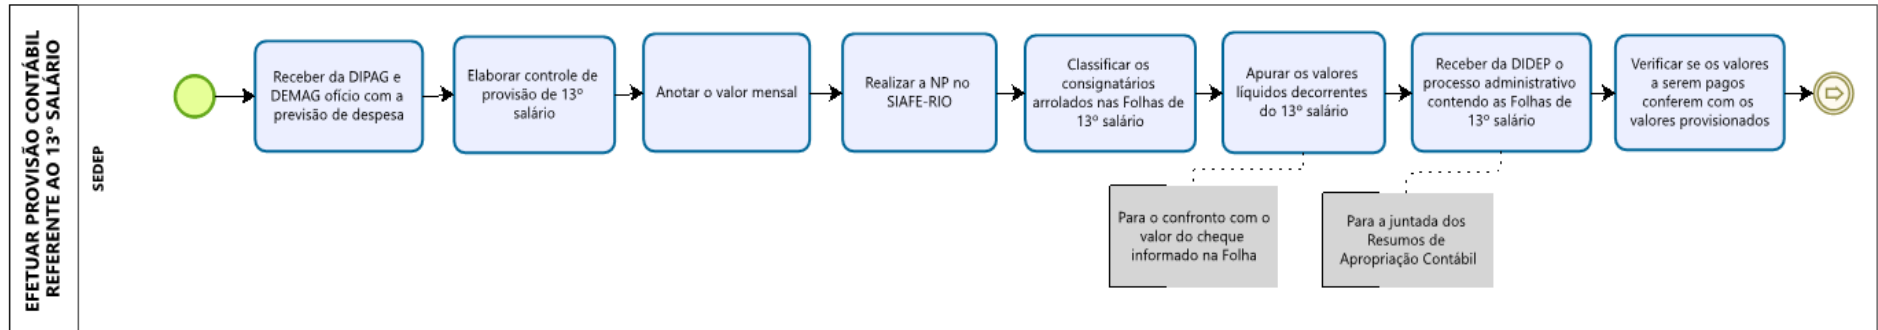 EFETUAR PROVISÃO CONTÁBIL
REFERENTE AO 13º SALÁRIO
SEDEP
Receber da DIPAG e
DEMAG ofício com a
previsão de despesa
Elaborar controle de
provisão de 13º
salário
Anotar o valor mensal
Realizar a NP no
SIAFE-RIO
Classificar os
consignatários
arrolados nas Folhas de
13º salário
Apurar os valores
líquidos decorrentes
do 13º salário
Receber da DIDEP o
processo administrativo
contendo as Folhas de
13º salário
Verificar se os valores
a serem pagos
conferem com os
valores provisionados
Para o confronto com o
valor do cheque
informado na Folha
Para a juntada dos
Resumos de
Apropriação Contábil